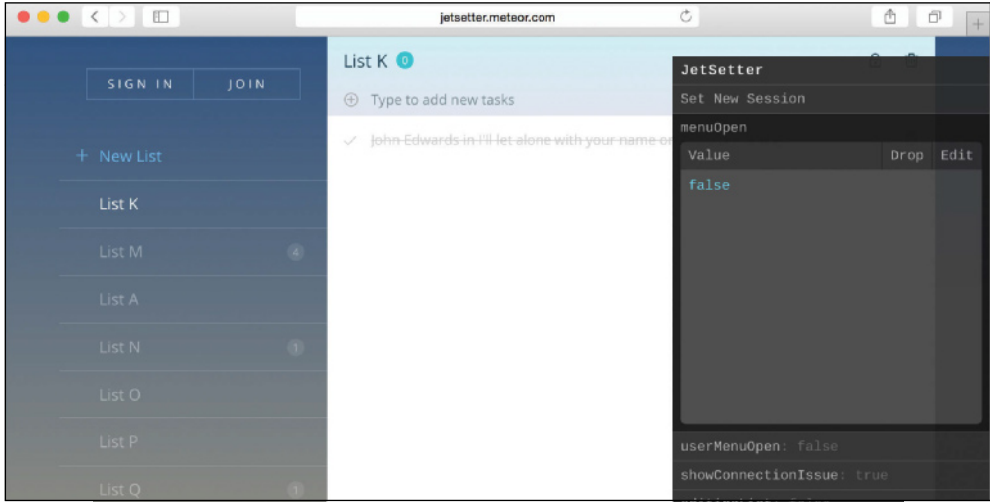 jetsetter.meteor.com
SIGN IN JOIN
+ New List
List K
List M 4
List A
List N 1
List O
List P
List Q 1
List K 0
Type to add new tasks
John Edwards in I'll let alone with your name or
JetSetter
Set New Session
menuOpen
Value Drop Edit
false
userMenuOpen: false
showConnectionIssue: true